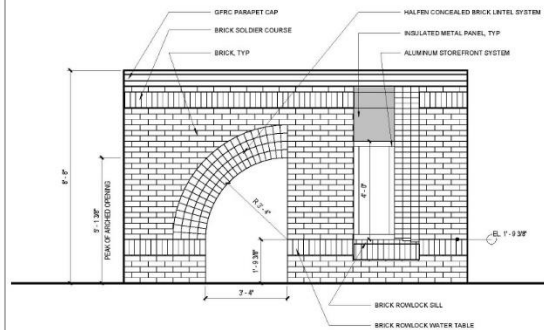 GFRC PARAPET CAP
BRICK SOLDIER COURSE
BRICK, TYP
HALFEN CONCEALED BRICK LINTEL SYSTEM
INSULATED METAL PANEL, TYP
ALUMINUM STOREFRONT SYSTEM
8'- 8"
5' - 1 3/8"
PEAK OF ARCHED OPENING
R 3'- 4"
4'- 0"
1' - 9 3/8"
EL. 1' - 9 3/8"
3'- 4"
BRICK ROWLOCK SILL
BRICK ROWLOCK WATER TABLE